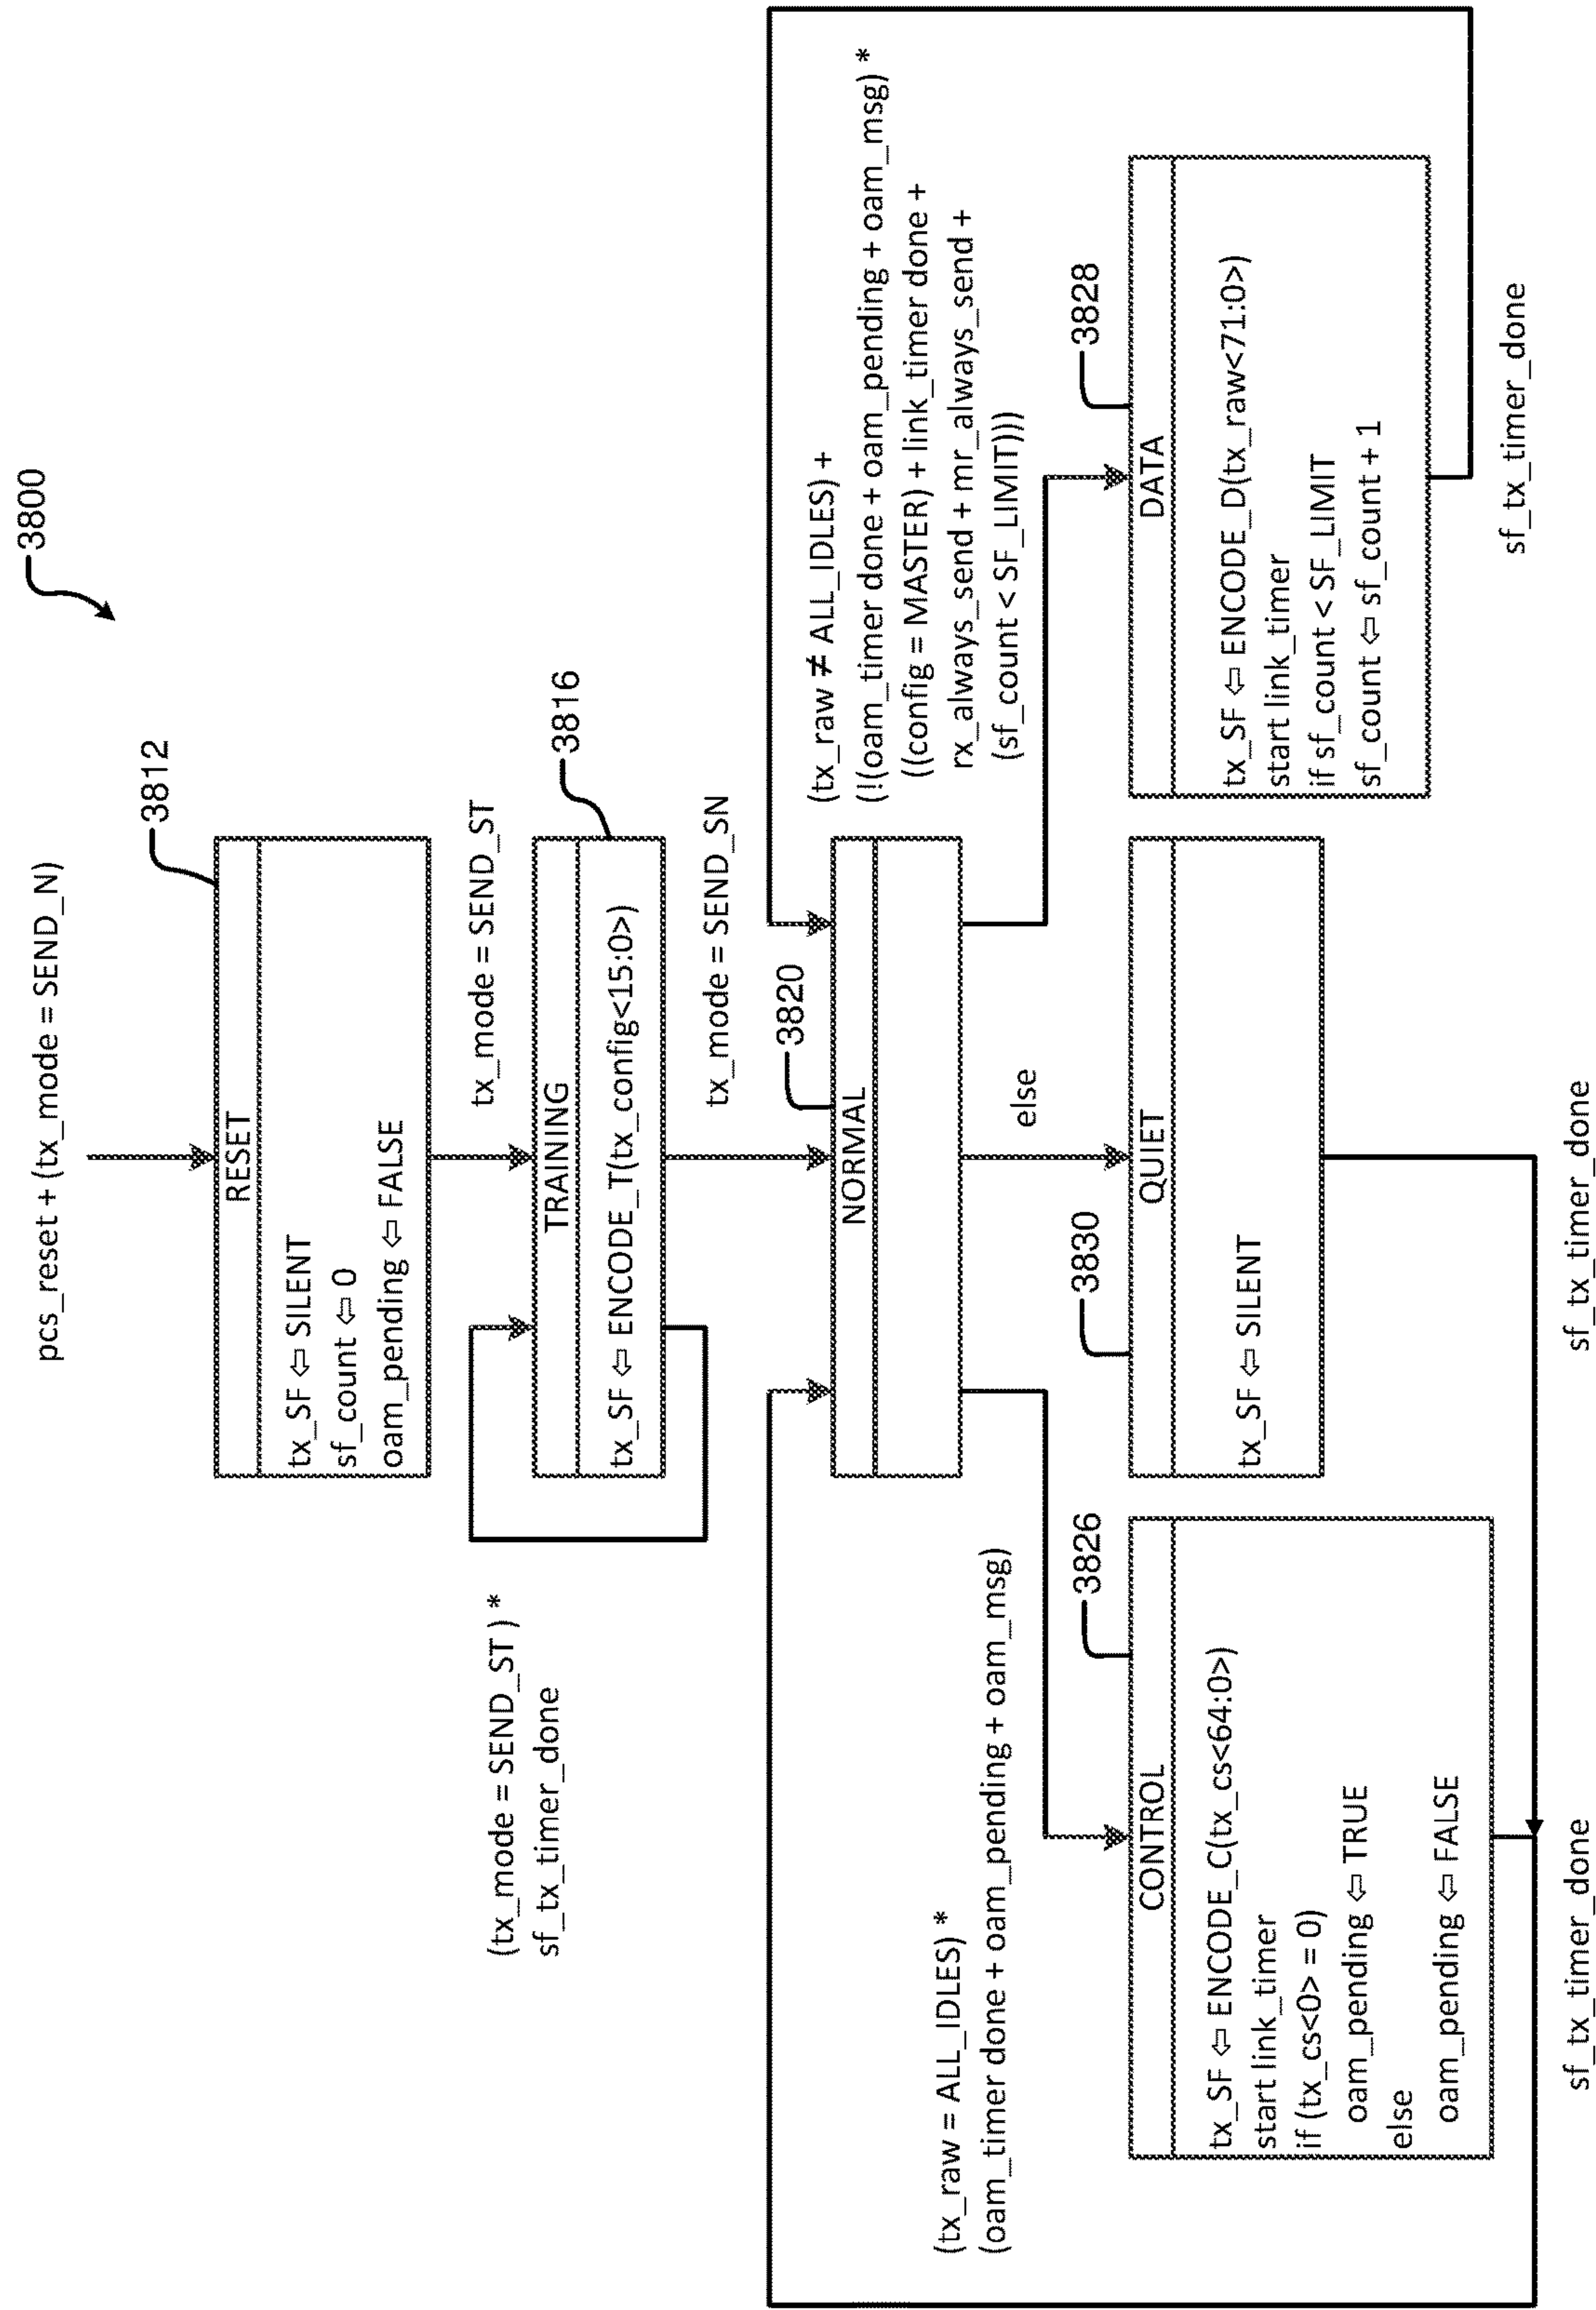 3800
pcs_reset + (tx_mode = SEND_N)
3812
RESET
tx_SF ⇦ SILENT
sf_count ⇦ 0
oam_pending ⇦ FALSE
tx_mode = SEND_ST
3816
(tx_mode = SEND_ST ) *
sf_tx_timer_done
TRAINING
tx_SF ⇦ ENCODE_T(tx_config<15:0>)
tx_mode = SEND_SN
3820
NORMAL
(tx_raw = ALL_IDLES) *
(oam_timer done + oam_pending + oam_msg)
else
(tx_raw ≠ ALL_IDLES) +
(!(oam_timer done + oam_pending + oam_msg) *
((config = MASTER) + link_timer done +
rx_always_send + mr_always_send +
(sf_count < SF_LIMIT)))
3826
CONTROL
tx_SF ⇦ ENCODE_C(tx_cs<64:0>)
start link_timer
if (tx_cs<0> = 0)
oam_pending ⇦ TRUE
else
oam_pending ⇦ FALSE
3830
QUIET
tx_SF ⇦ SILENT
3828
DATA
tx_SF ⇦ ENCODE_D(tx_raw<71:0>)
start link_timer
if sf_count < SF_LIMIT
sf_count ⇦ sf_count + 1
sf_tx_timer_done
sf_tx_timer_done
sf_tx_timer_done